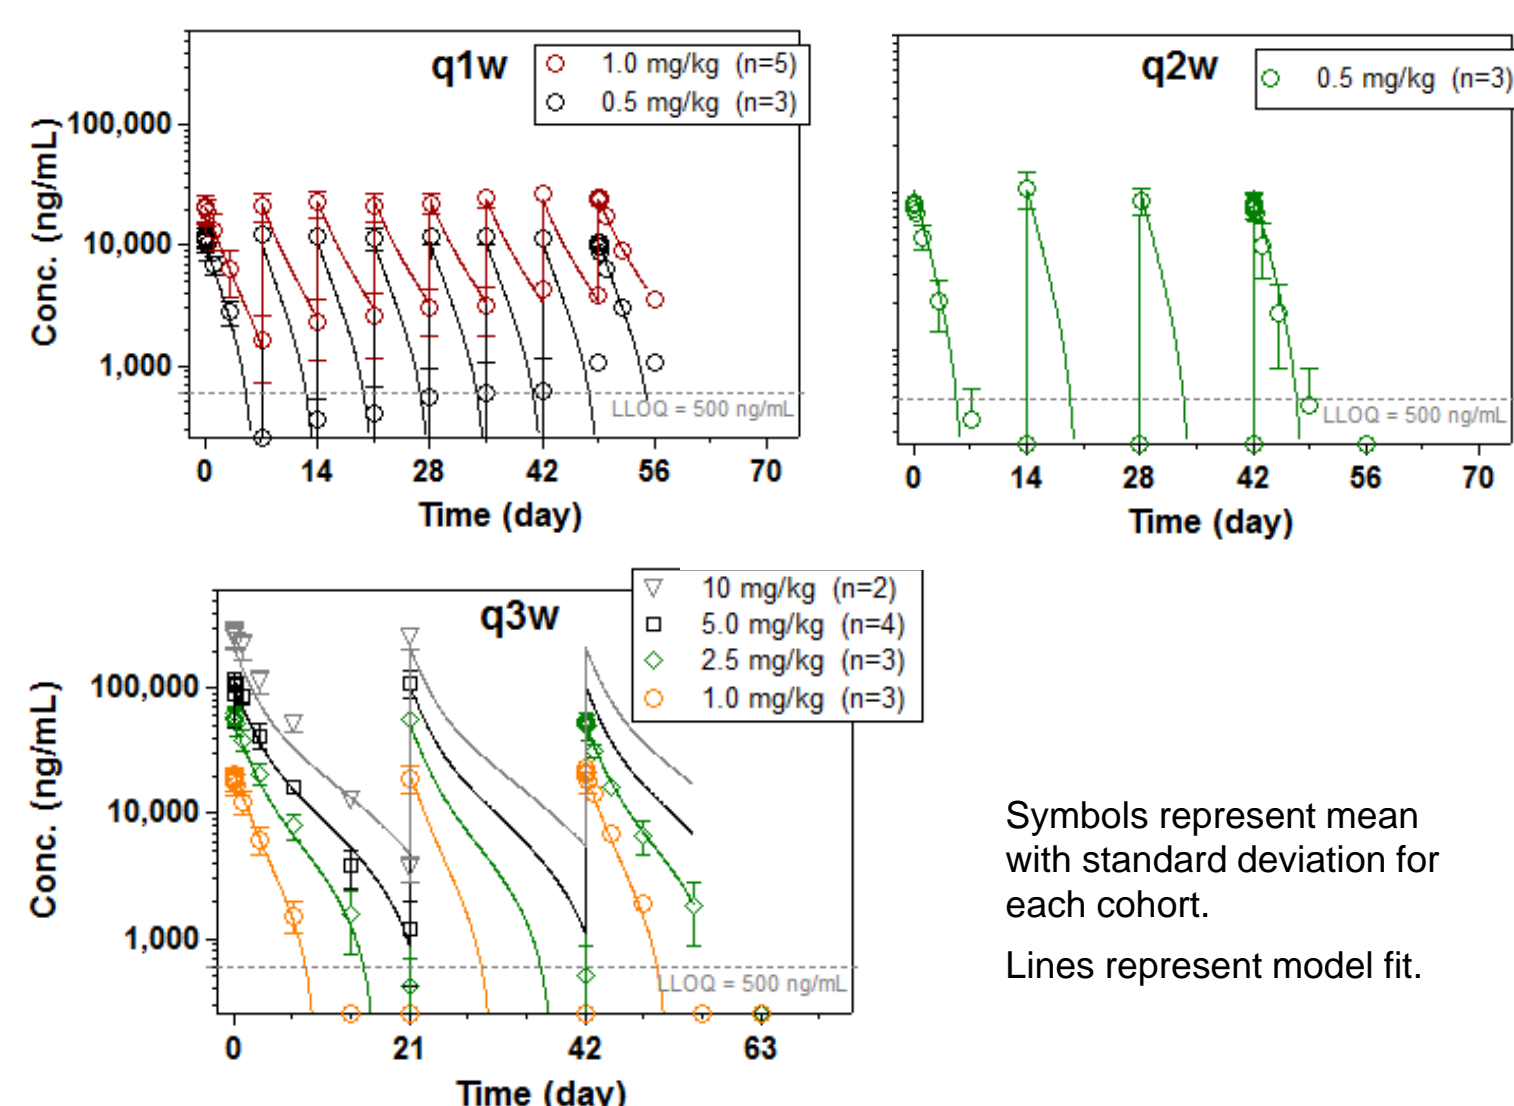 q1w
1.0 mg/kg (n=5)
0.5 mg/kg (n=3)
Conc. (ng/mL)
100,000
10,000
1,000
LLOQ = 500 ng/mL
0 14 28 42 56 70
Time (day)
q2w
0.5 mg/kg (n=3)
LLOQ = 500 ng/mL
0 14 28 42 56 70
Time (day)
q3w
10 mg/kg (n=2)
5.0 mg/kg (n=4)
2.5 mg/kg (n=3)
1.0 mg/kg (n=3)
Conc. (ng/mL)
100,000
10,000
1,000
LLOQ = 500 ng/mL
0 21 42 63
Time (day)
Symbols represent mean
with standard deviation for
each cohort.
Lines represent model fit.